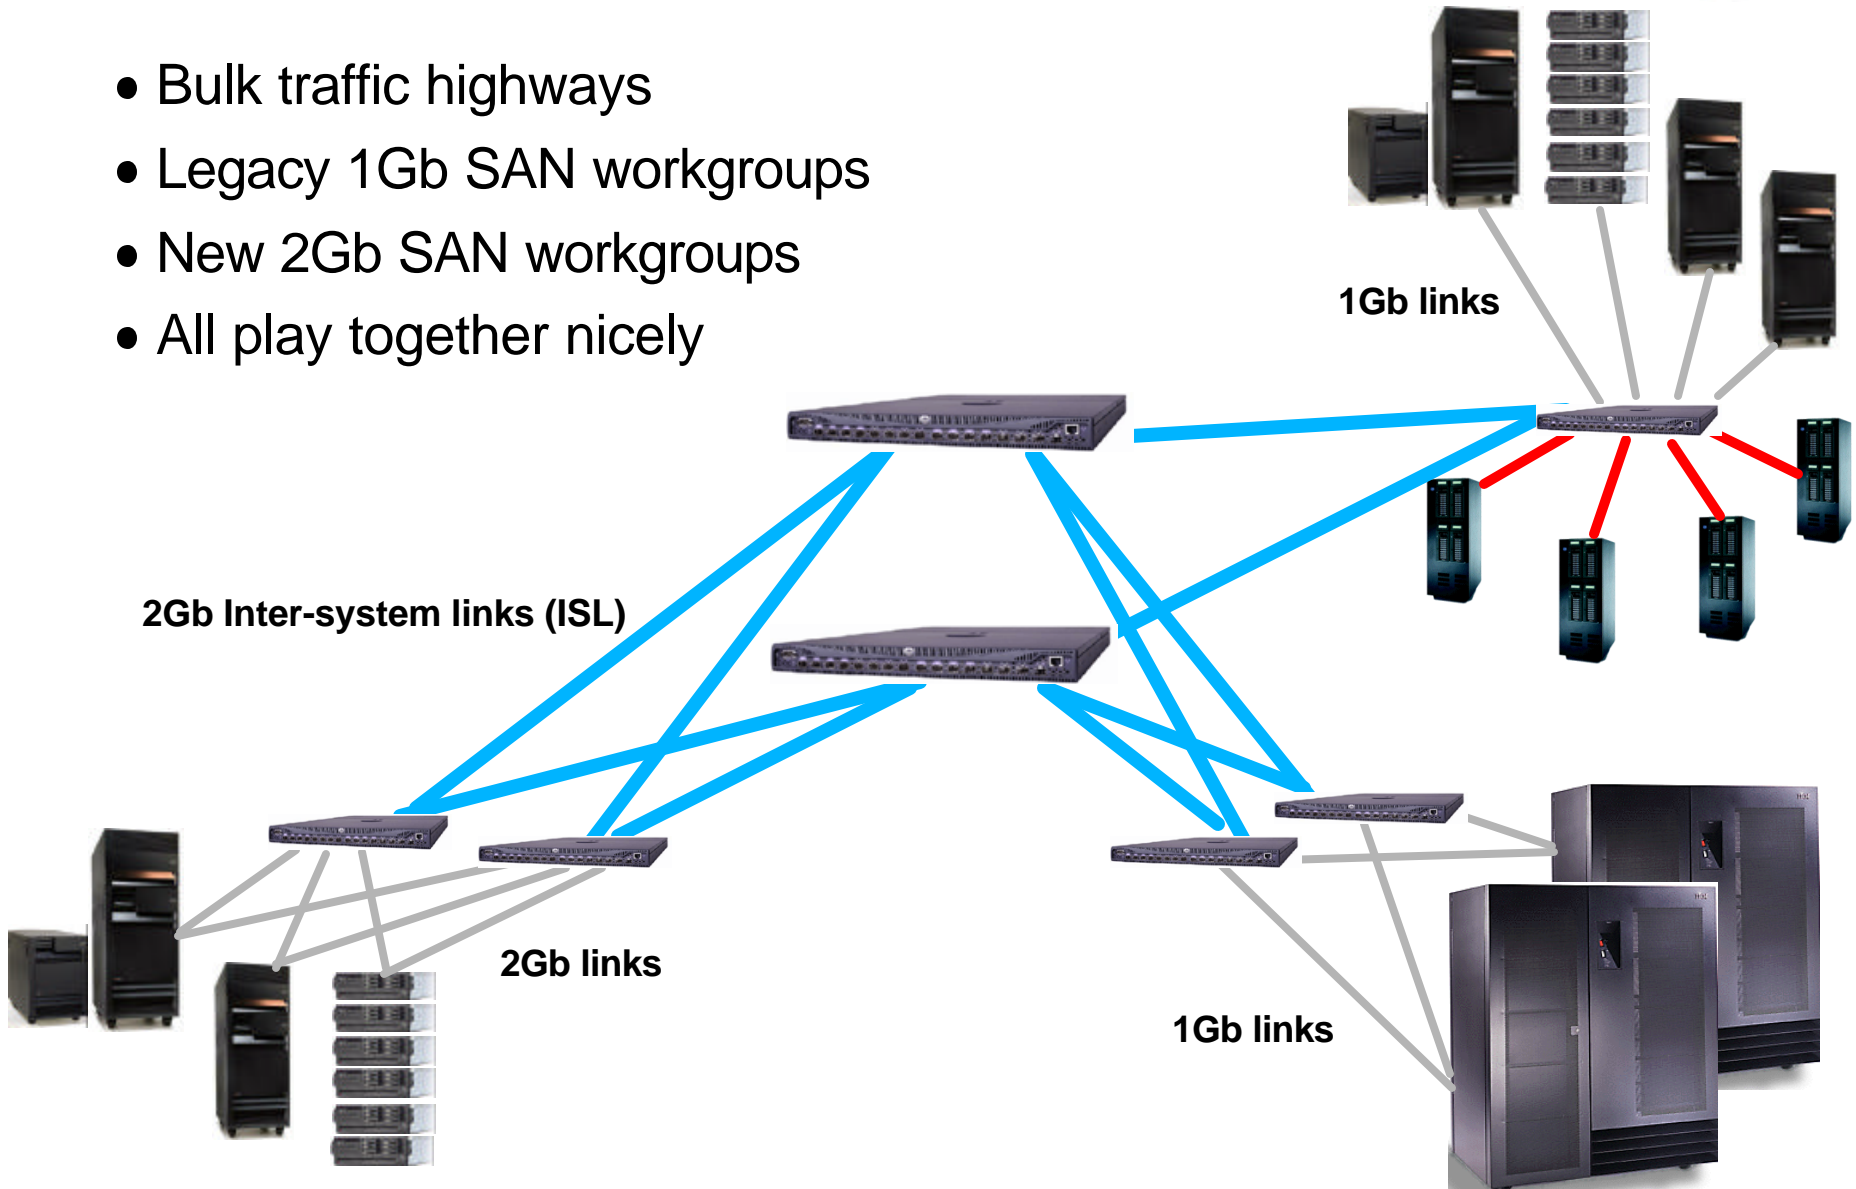 • Bulk traffic highways
• Legacy 1Gb SAN workgroups
• New 2Gb SAN workgroups
• All play together nicely
1Gb links
2Gb Inter-system links (ISL)
2Gb links
1Gb links